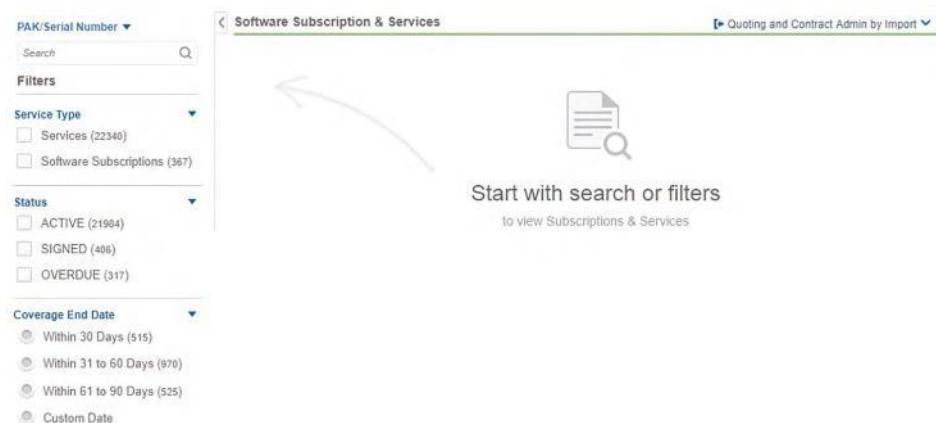 PAK/Serial Number
Search
Filters
Service Type
Services (22340)
Software Subscriptions (367)
Status
ACTIVE (21984)
SIGNED (406)
OVERDUE (317)
Coverage End Date
Within 30 Days (515)
Within 31 to 60 Days (970)
Within 61 to 90 Days (525)
Custom Date
Software Subscription & Services
Quoting and Contract Admin by Import
Start with search or filters
to view Subscriptions & Services